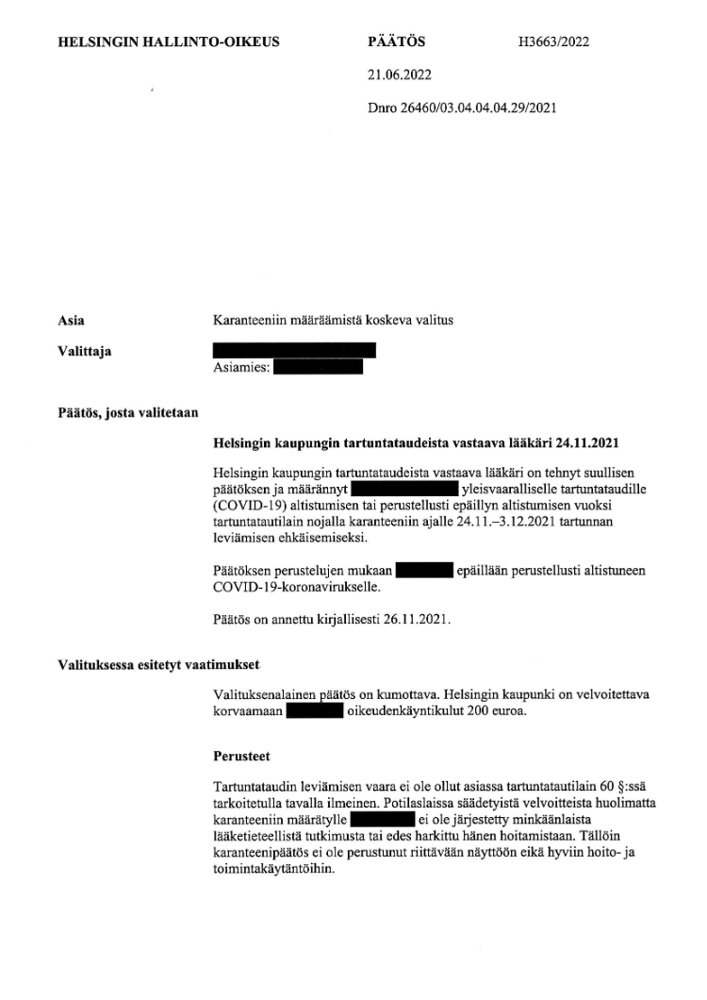 HELSINGIN HALLINTO-OIKEUS PÄÄTÖS H3663/2022
21.06.2022
Dnro 26460/03.04.04.04.29/2021
Asia Karanteeniin määräämistä koskeva valitus
Valittaja
Asiamies:
Päätös, josta valitetaan
Helsingin kaupungin tartuntataudeista vastaava lääkäri 24.11.2021
Helsingin kaupungin tartuntataudeista vastaava lääkäri on tehnyt suullisen
päätöksen ja määrännyt yleisvaaralliselle tartuntataudille
(COVID-19) altistumisen tai perustellusti epäillyn altistumisen vuoksi
tartuntatautilain nojalla karanteeniin ajalle 24.11.–3.12.2021 tartunnan
leviämisen ehkäisemiseksi.
Päätöksen perustelujen mukaan epäillään perustellusti altistuneen
COVID-19-koronavirukselle.
Päätös on annettu kirjallisesti 26.11.2021.
Valituksessa esitetyt vaatimukset
Valituksenalainen päätös on kumottava. Helsingin kaupunki on velvoitettava
korvaamaan oikeudenkäyntikulut 200 euroa.
Perusteet
Tartuntataudin leviämisen vaara ei ole ollut asiassa tartuntatautilain 60 §:ssä
tarkoitetulla tavalla ilmeinen. Potilaslaissa säädetyistä velvoitteista huolimatta
karanteeniin määrätylle ei ole järjestetty minkäänlaista
lääketieteellistä tutkimusta tai edes harkittu hänen hoitamistaan. Tällöin
karanteenipäätös ei ole perustunut riittävään näyttöön eikä hyviin hoito- ja
toimintakäytäntöihin.